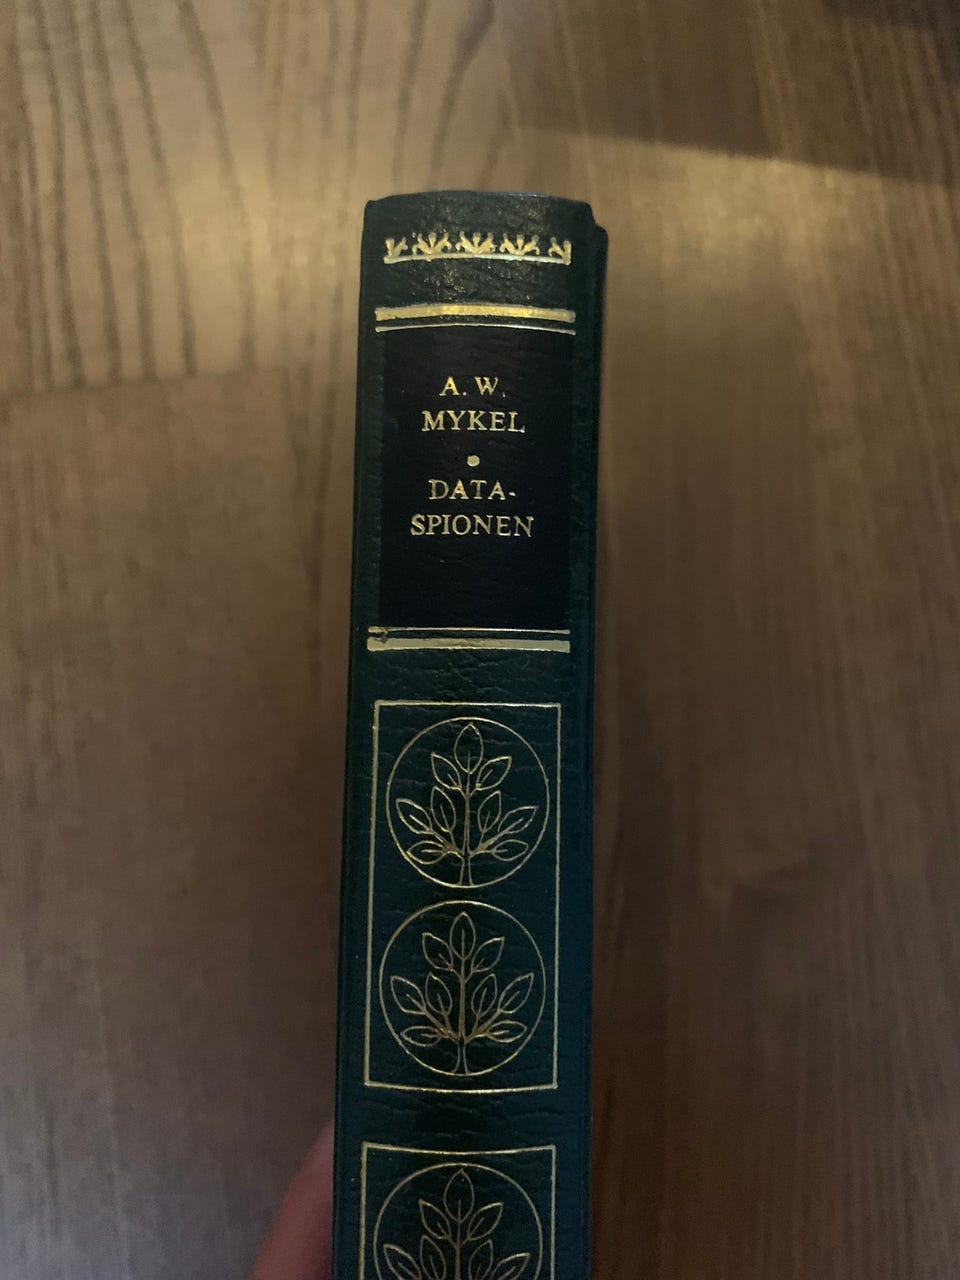 A. W.
MYKEL
•
DATA-
SPIONEN